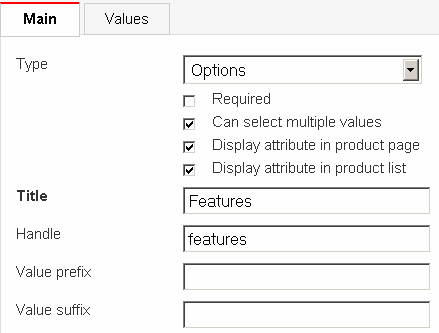 Main Values
Type Options
Required
Can select multiple values
Display attribute in product page
Display attribute in product list
Title Features
Handle features
Value prefix
Value suffix